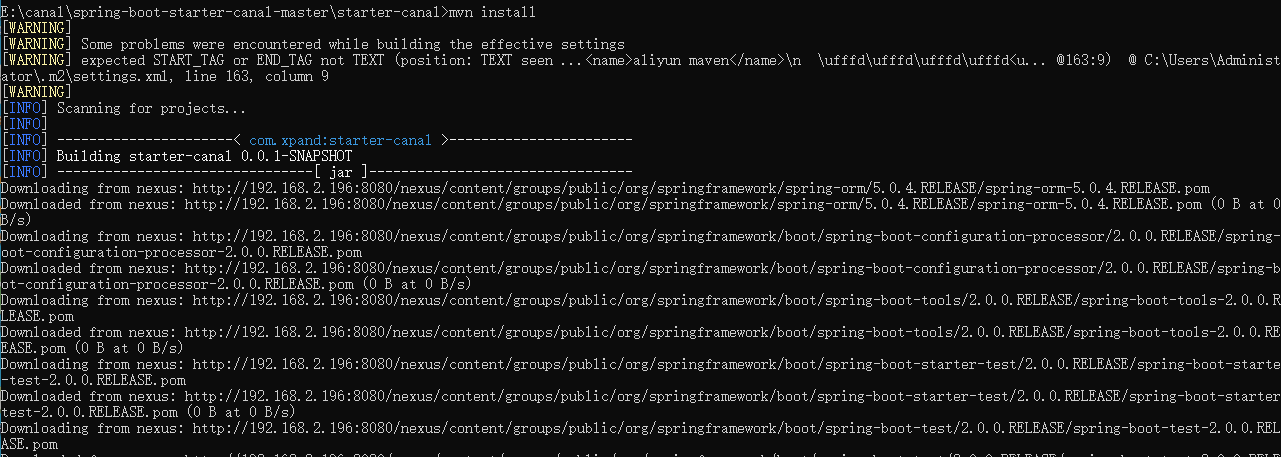 E:\canal\spring-boot-starter-canal-master\starter-canal>mvn install
[WARNING]
[WARNING] Some problems were encountered while building the effective settings
[WARNING] expected START_TAG or END_TAG not TEXT (position: TEXT seen ...<name>aliyun maven</name>\n  \ufffd\ufffd\ufffd\ufffd<u... @163:9)  @ C:\Users\Administ
ator\.m2\settings.xml, line 163, column 9
[WARNING]
[INFO] Scanning for projects...
[INFO]
[INFO] ----------------------< com.xpand:starter-canal >-----------------------
[INFO] Building starter-canal 0.0.1-SNAPSHOT
[INFO] --------------------------------[ jar ]---------------------------------
Downloading from nexus: http://192.168.2.196:8080/nexus/content/groups/public/org/springframework/spring-orm/5.0.4.RELEASE/spring-orm-5.0.4.RELEASE.pom
Downloaded from nexus: http://192.168.2.196:8080/nexus/content/groups/public/org/springframework/spring-orm/5.0.4.RELEASE/spring-orm-5.0.4.RELEASE.pom (0 B at 0
B/s)
Downloading from nexus: http://192.168.2.196:8080/nexus/content/groups/public/org/springframework/boot/spring-boot-configuration-processor/2.0.0.RELEASE/spring-
oot-configuration-processor-2.0.0.RELEASE.pom
Downloaded from nexus: http://192.168.2.196:8080/nexus/content/groups/public/org/springframework/boot/spring-boot-configuration-processor/2.0.0.RELEASE/spring-b
ot-configuration-processor-2.0.0.RELEASE.pom (0 B at 0 B/s)
Downloading from nexus: http://192.168.2.196:8080/nexus/content/groups/public/org/springframework/boot/spring-boot-tools/2.0.0.RELEASE/spring-boot-tools-2.0.0.R
LEASE.pom
Downloaded from nexus: http://192.168.2.196:8080/nexus/content/groups/public/org/springframework/boot/spring-boot-tools/2.0.0.RELEASE/spring-boot-tools-2.0.0.RE
EASE.pom (0 B at 0 B/s)
Downloading from nexus: http://192.168.2.196:8080/nexus/content/groups/public/org/springframework/boot/spring-boot-starter-test/2.0.0.RELEASE/spring-boot-starte
-test-2.0.0.RELEASE.pom
Downloaded from nexus: http://192.168.2.196:8080/nexus/content/groups/public/org/springframework/boot/spring-boot-starter-test/2.0.0.RELEASE/spring-boot-starter
test-2.0.0.RELEASE.pom (0 B at 0 B/s)
Downloading from nexus: http://192.168.2.196:8080/nexus/content/groups/public/org/springframework/boot/spring-boot-test/2.0.0.RELEASE/spring-boot-test-2.0.0.REL
ASE.pom